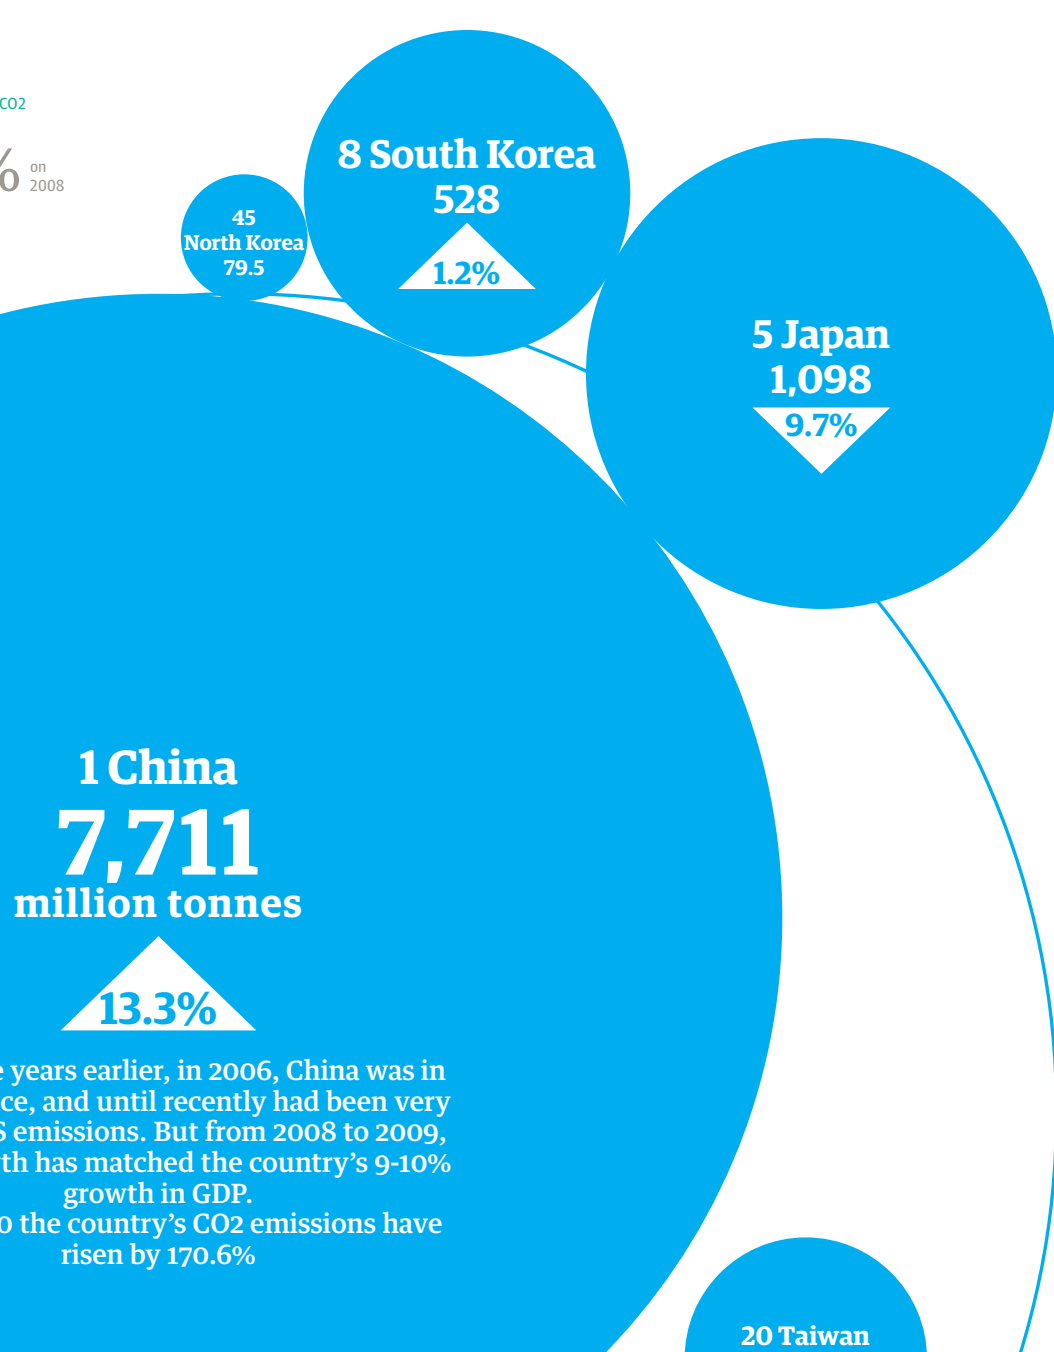 CO2
%
on
2008
8 South Korea
528
1.2%
45
North Korea
79.5
5 Japan
1,098
9.7%
1 China
7,711
million tonnes
13.3%
years earlier, in 2006, China was in
and until recently had been very
emissions. But from 2008 to 2009,
has matched the country's 9-10%
growth in GDP.
the country's CO2 emissions have
risen by 170.6%
20 Taiwan